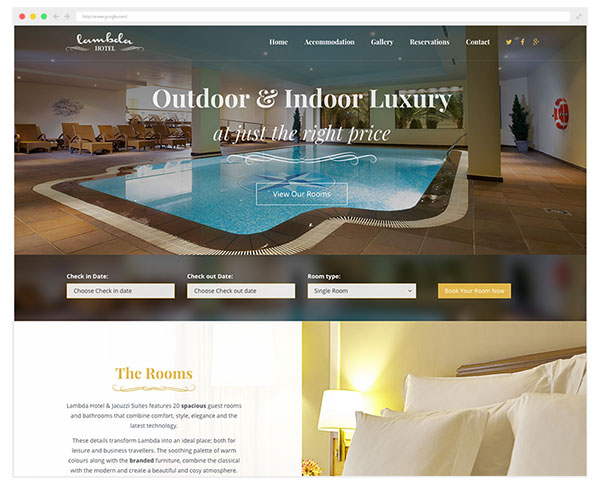 http://www.google.com/
lambda
HOTEL
Home Accommodation Gallery Reservations Contact
Outdoor & Indoor Luxury
at just the right price
View Our Rooms
Check in Date: Check out Date: Room type:
Choose Check in date Choose Check out date Single Room Book Your Room Now
The Rooms
Lambda Hotel & Jacuzzi Suites features 20 spacious guest rooms
and bathrooms that combine comfort, style, elegance and the
latest technology.
These details transform Lambda into an ideal place; both for
leisure and business travellers. The soothing palette of warm
colours along with the branded furniture, combine the classical
with the modern and create a beautiful and cosy atmosphere.